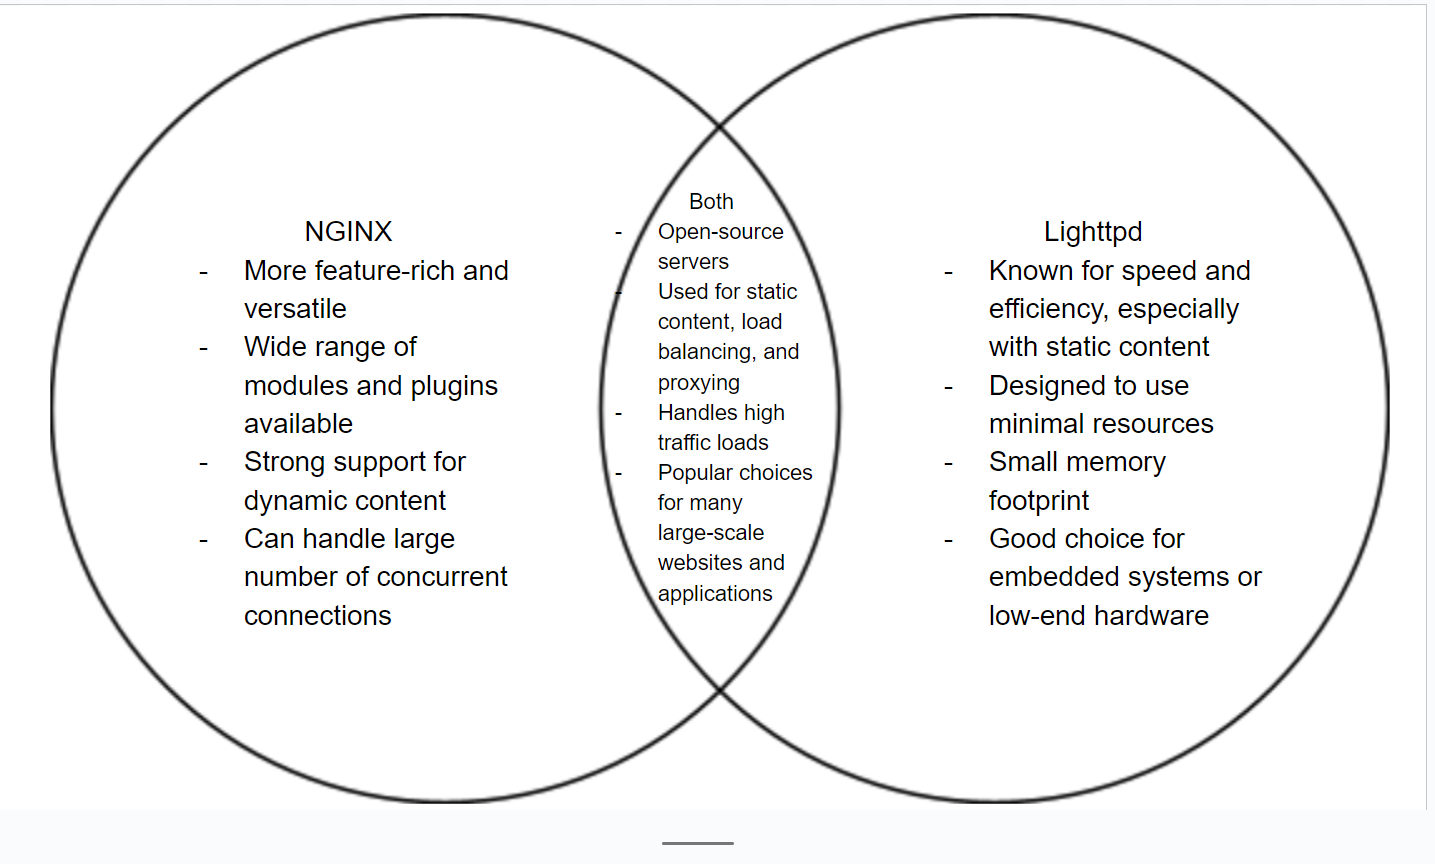 NGINX
- More feature-rich and
versatile
- Wide range of
modules and plugins
available
- Strong support for
dynamic content
- Can handle large
number of concurrent
connections
Both
- Open-source
servers
- Used for static
content, load
balancing, and
proxying
- Handles high
traffic loads
- Popular choices
for many
large-scale
websites and
applications
Lighttpd
- Known for speed and
efficiency, especially
with static content
- Designed to use
minimal resources
- Small memory
footprint
- Good choice for
embedded systems or
low-end hardware